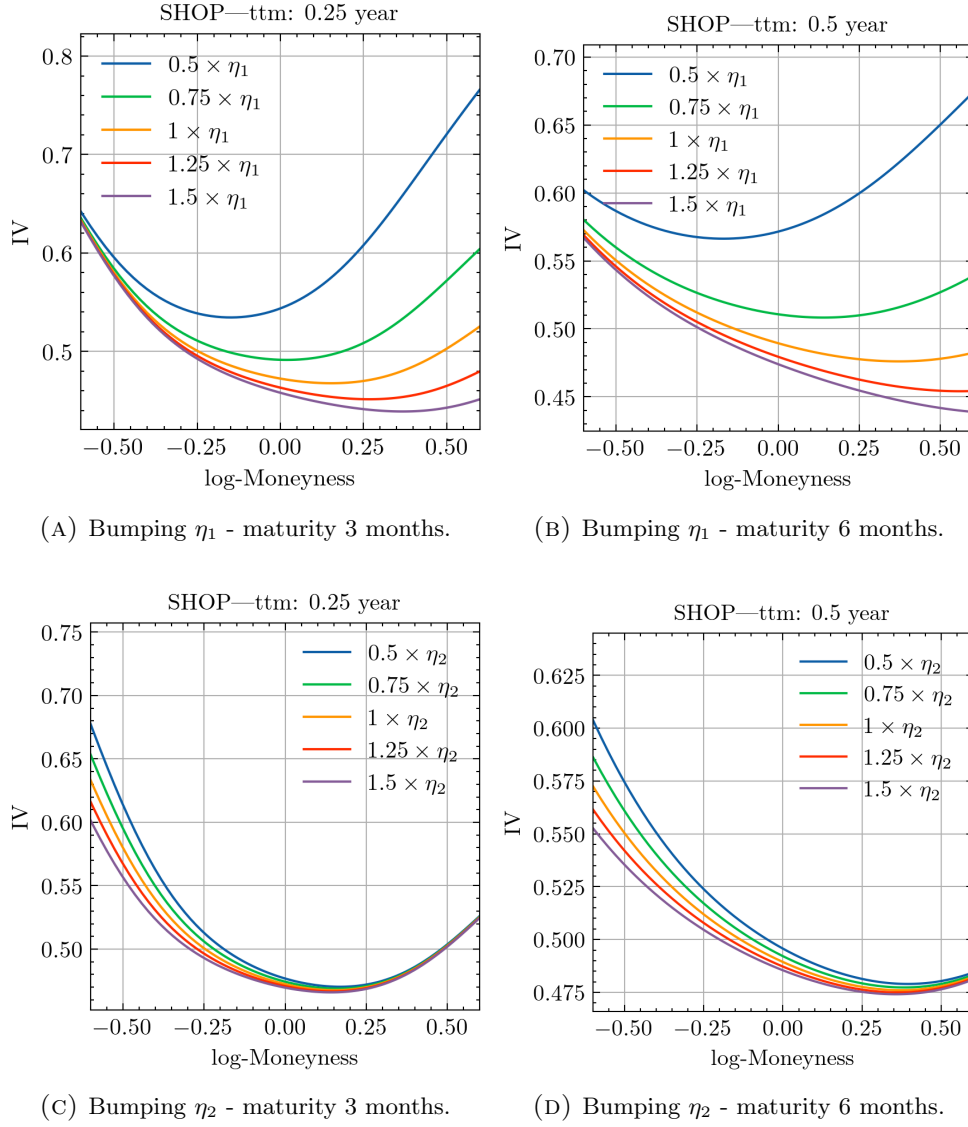 SHOP—ttm: 0.25 year
0.8
0.7
0.6
0.5
IV
0.5 × η₁
0.75 × η₁
1 × η₁
1.25 × η₁
1.5 × η₁
−0.50 −0.25 0.00 0.25 0.50
log-Moneyness
(A) Bumping η₁ - maturity 3 months.
SHOP—ttm: 0.5 year
0.70
0.65
0.60
0.55
0.50
0.45
IV
0.5 × η₁
0.75 × η₁
1 × η₁
1.25 × η₁
1.5 × η₁
−0.50 −0.25 0.00 0.25 0.50
log-Moneyness
(B) Bumping η₁ - maturity 6 months.
SHOP—ttm: 0.25 year
0.75
0.70
0.65
0.60
0.55
0.50
IV
0.5 × η₂
0.75 × η₂
1 × η₂
1.25 × η₂
1.5 × η₂
−0.50 −0.25 0.00 0.25 0.50
log-Moneyness
(C) Bumping η₂ - maturity 3 months.
SHOP—ttm: 0.5 year
0.625
0.600
0.575
0.550
0.525
0.500
0.475
IV
0.5 × η₂
0.75 × η₂
1 × η₂
1.25 × η₂
1.5 × η₂
−0.50 −0.25 0.00 0.25 0.50
log-Moneyness
(D) Bumping η₂ - maturity 6 months.